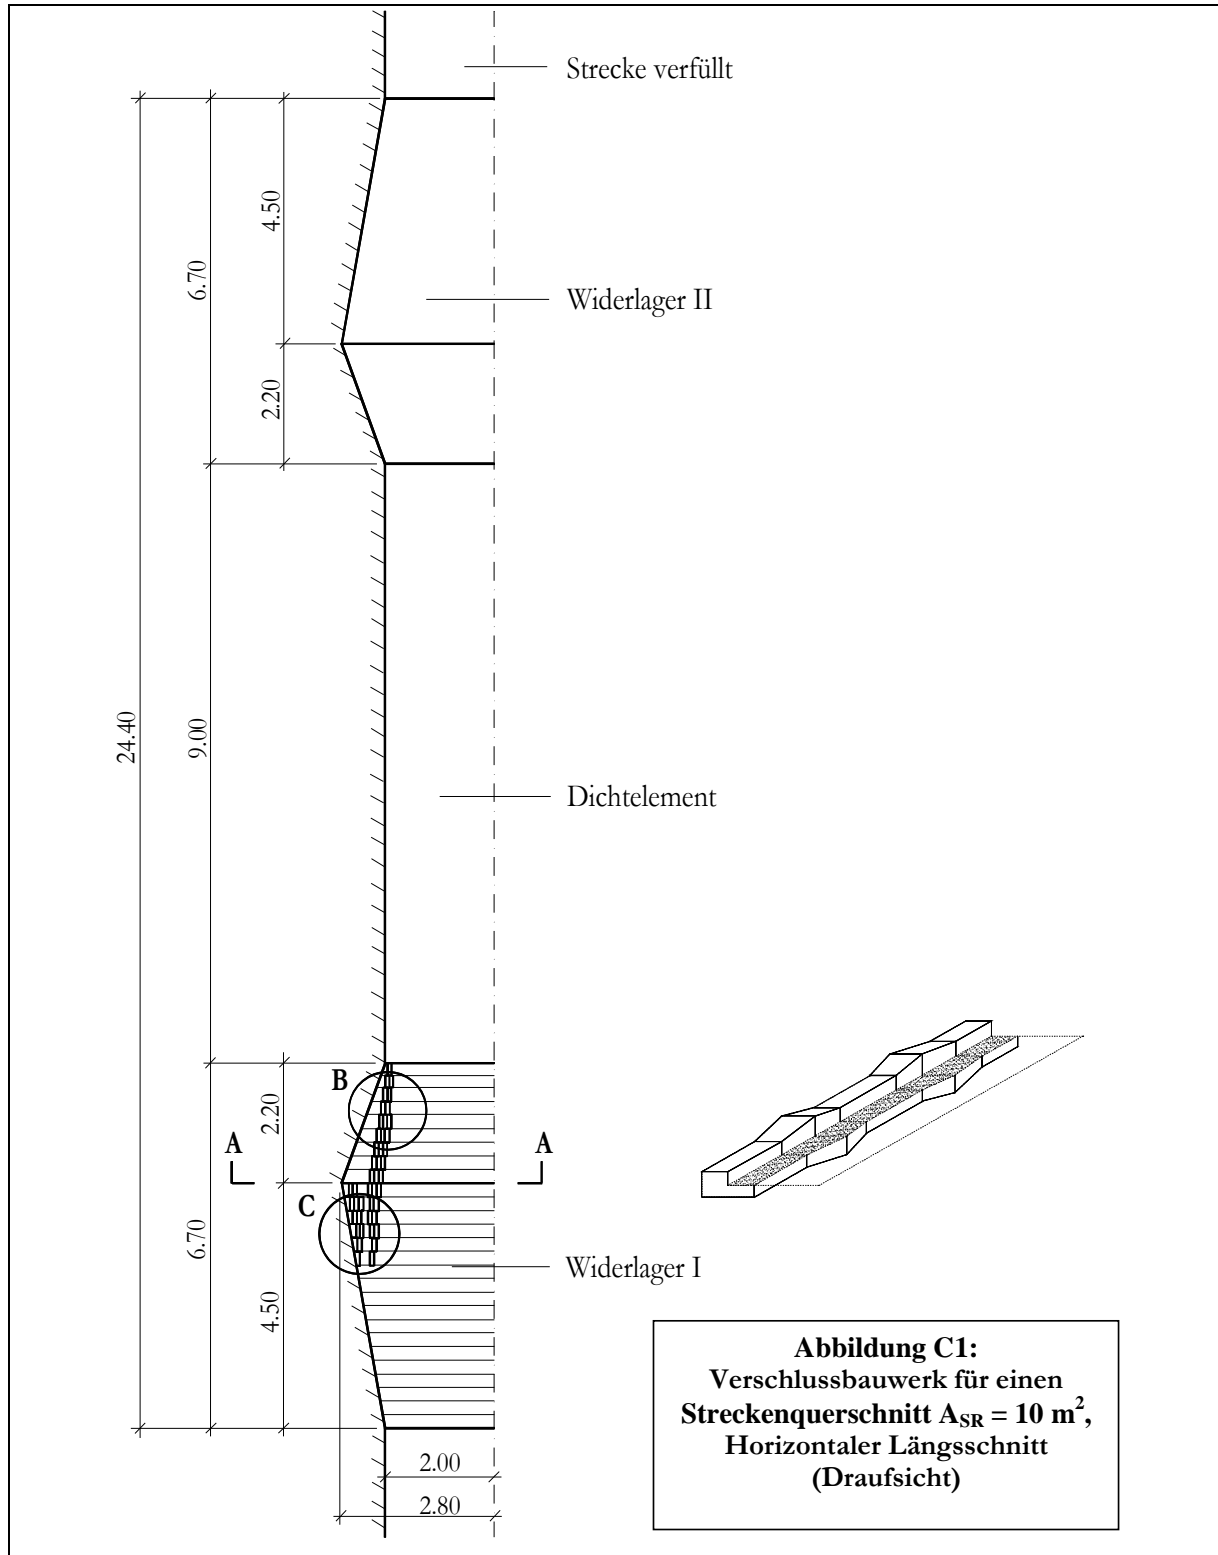 Strecke verfüllt
4.50
6.70
Widerlager II
2.20
24.40
9.00
Dichtelement
B
2.20
A
A
C
6.70
Widerlager I
4.50
Abbildung C1:
Verschlussbauwerk für einen
Streckenquerschnitt A_SR = 10 m²,
Horizontaler Längsschnitt
(Draufsicht)
2.00
2.80